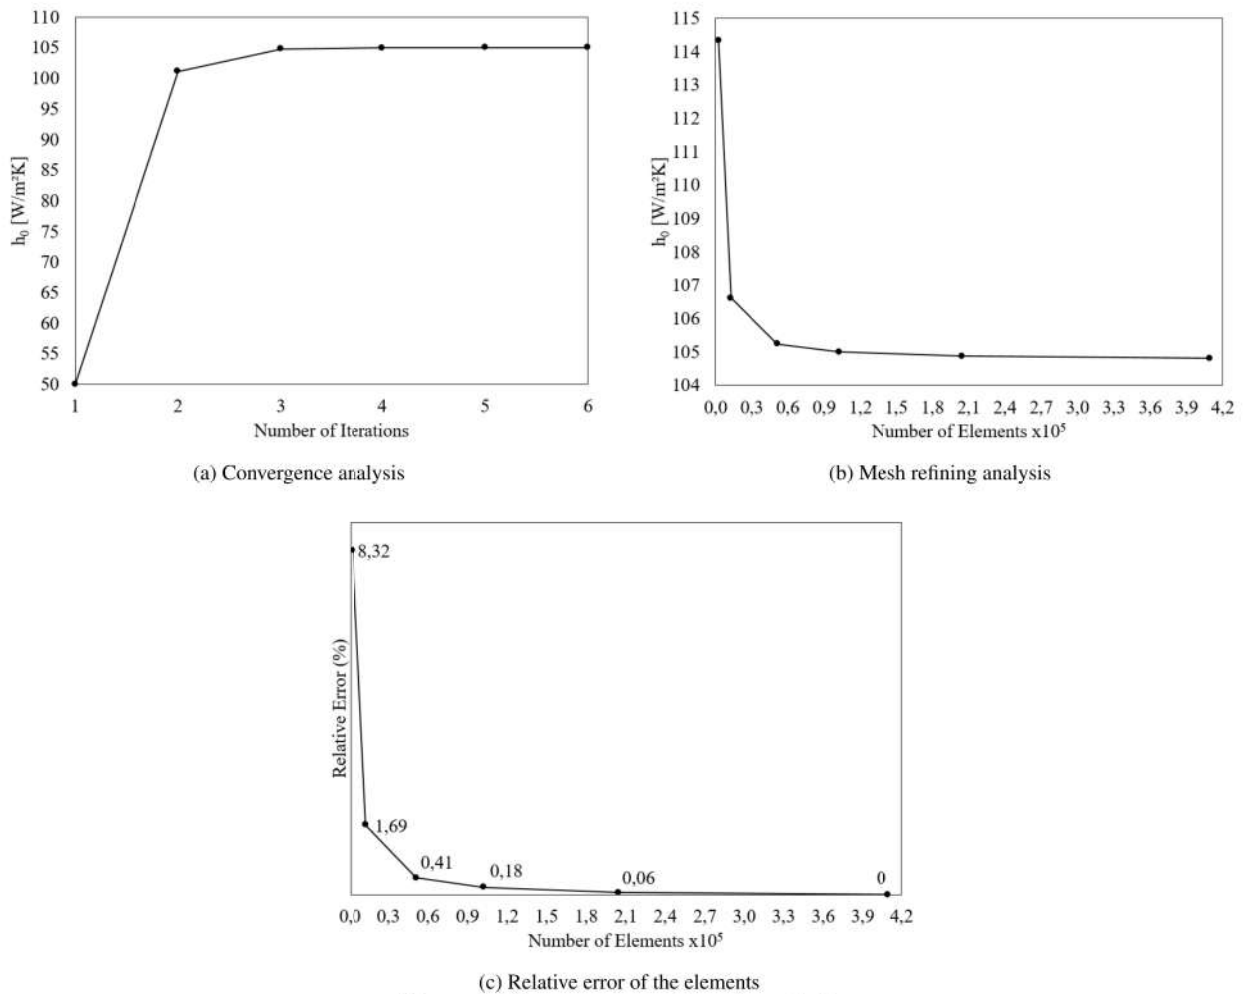 110
105
100
95
90
85
80
75
70
65
60
55
50
h₀ [W/m²K]
1 2 3 4 5 6
Number of Iterations
(a) Convergence analysis
115
114
113
112
111
110
109
108
107
106
105
104
h₀ [W/m²K]
0,0 0,3 0,6 0,9 1,2 1,5 1,8 2,1 2,4 2,7 3,0 3,3 3,6 3,9 4,2
Number of Elements x10⁵
(b) Mesh refining analysis
Relative Error (%)
8,32
1,69
0,41
0,18
0,06
0
0,0 0,3 0,6 0,9 1,2 1,5 1,8 2,1 2,4 2,7 3,0 3,3 3,6 3,9 4,2
Number of Elements x10⁵
(c) Relative error of the elements